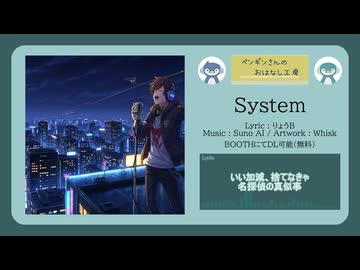 ペンギンさんの
おはなし工房
System
Lyric : りょうB
Music : Suno AI / Artwork : Whisk
BOOTHにてDL可能(無料)
Lyric
いい加減、捨てなきゃ
名探偵の真似事